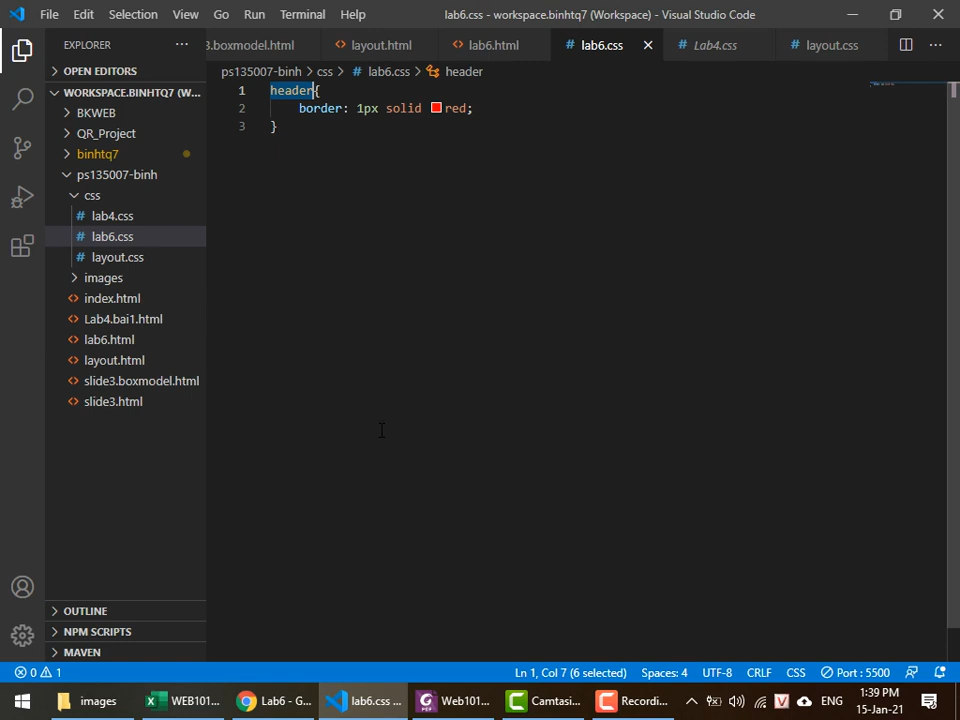 File Edit Selection View Go Run Terminal Help lab6.css - workspace.binhtq7 (Workspace) - Visual Studio Code
EXPLORER ···
3.boxmodel.html layout.html lab6.html lab6.css Lab4.css layout.css
OPEN EDITORS
ps135007-binh > css > lab6.css > header
WORKSPACE.BINHTQ7 (W...
BKWEB
QR_Project
binhtq7
ps135007-binh
css
lab4.css
lab6.css
layout.css
images
index.html
Lab4.bai1.html
lab6.html
layout.html
slide3.boxmodel.html
slide3.html
OUTLINE
NPM SCRIPTS
MAVEN
1 header{
2 border: 1px solid red;
3 }
0 1 Ln 1, Col 7 (6 selected) Spaces: 4 UTF-8 CRLF CSS Port : 5500
images WEB101... Lab6 - G... lab6.css ... Web101... Camtasi... Recordi... V ENG
1:39 PM
15-Jan-21